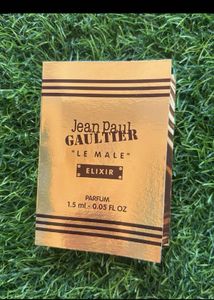 Jean Paul
GAULTIER
"LE MALE"
ELIXIR
PARFUM
1.5 ml - 0.05 FL OZ